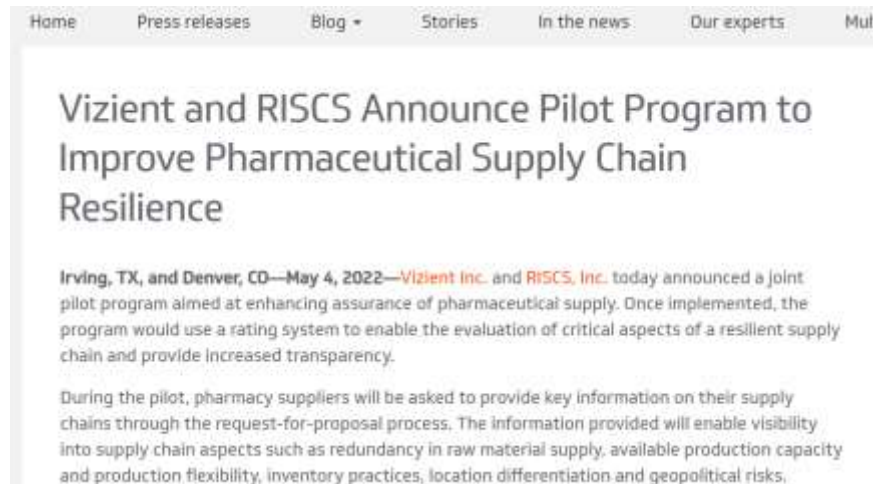 Home Press releases Blog Stories In the news Our experts
Vizient and RISCS Announce Pilot Program to
Improve Pharmaceutical Supply Chain
Resilience
Irving, TX, and Denver, CO—May 4, 2022—Vizient Inc. and RISCS, Inc. today announced a joint
pilot program aimed at enhancing assurance of pharmaceutical supply. Once implemented, the
program would use a rating system to enable the evaluation of critical aspects of a resilient supply
chain and provide increased transparency.
During the pilot, pharmacy suppliers will be asked to provide key information on their supply
chains through the request-for-proposal process. The information provided will enable visibility
into supply chain aspects such as redundancy in raw material supply, available production capacity
and production flexibility, inventory practices, location differentiation and geopolitical risks.